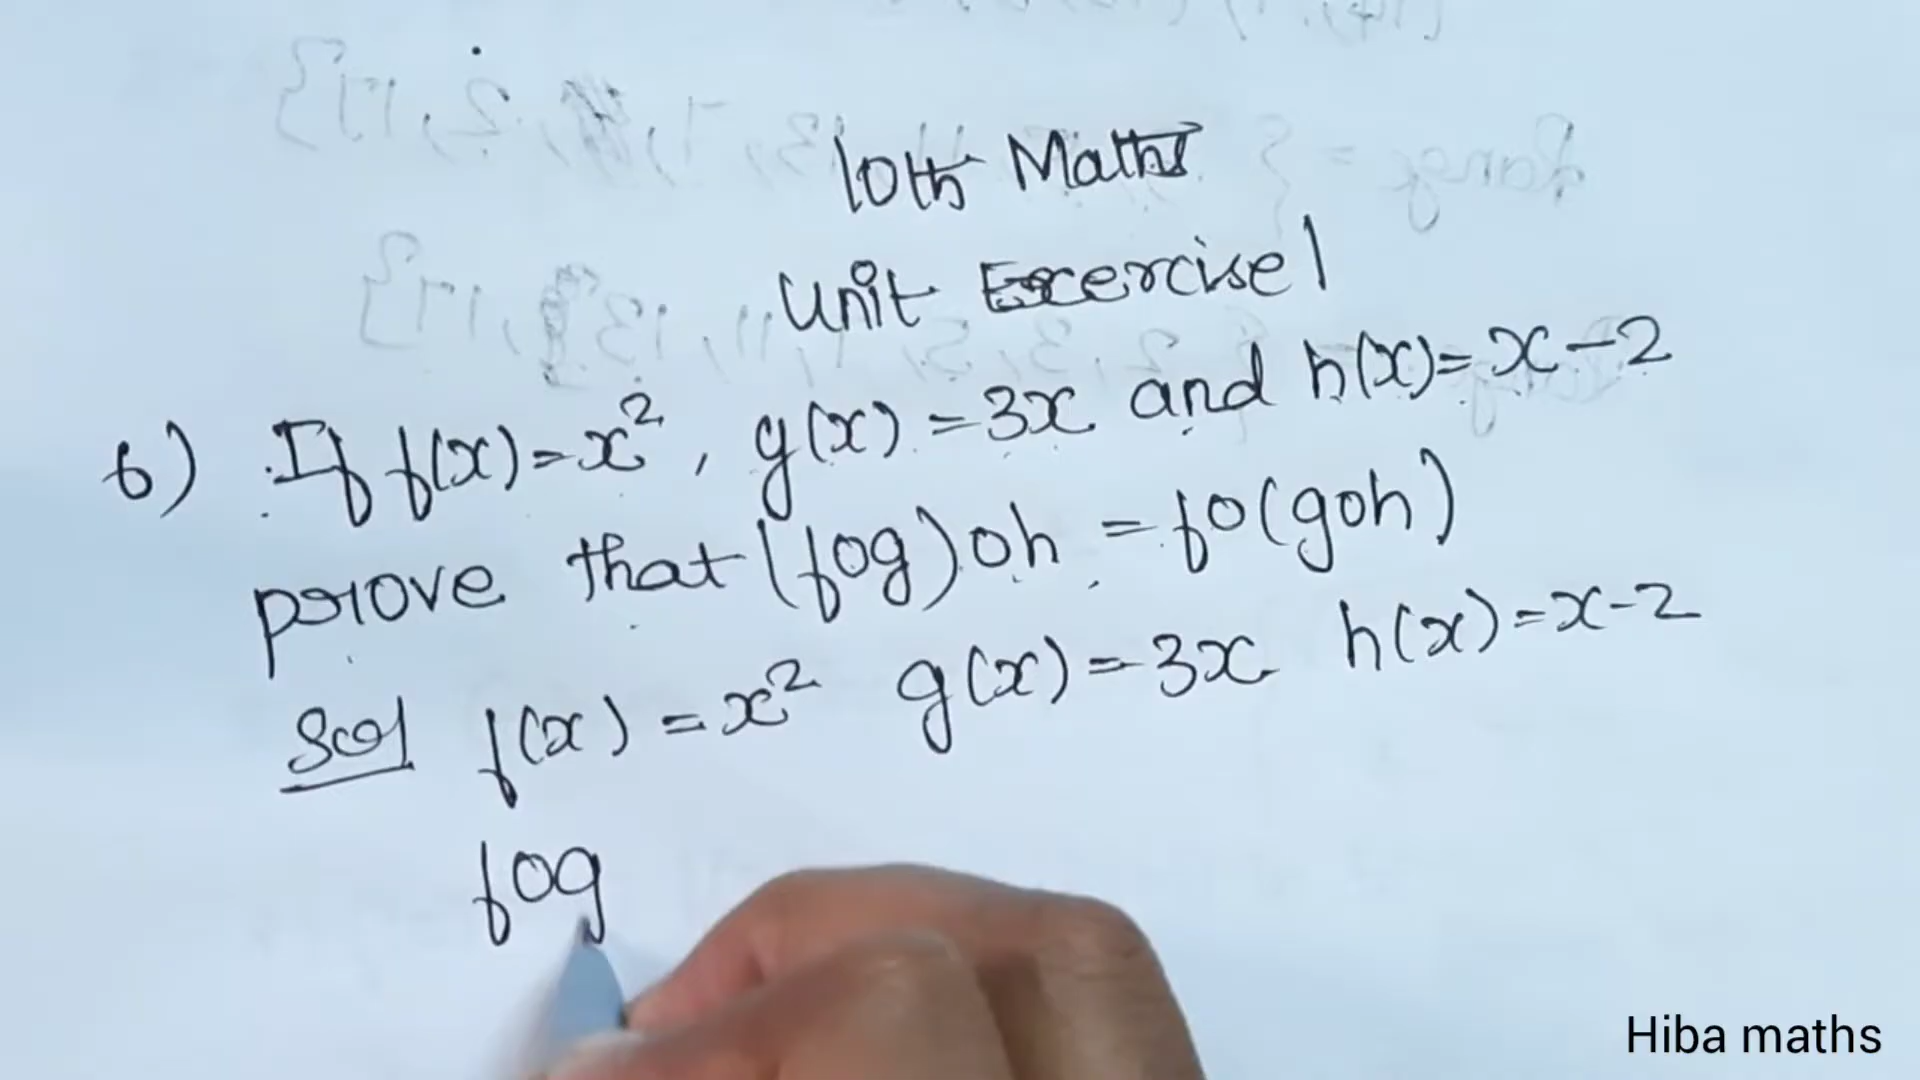 10th Maths
Unit Exercise 1
6) If f(x)=x², g(x)=3x and h(x)=x-2
prove that (fog)oh = fo(goh)
Sol f(x)=x² g(x)=3x h(x)=x-2
fog
Hiba maths